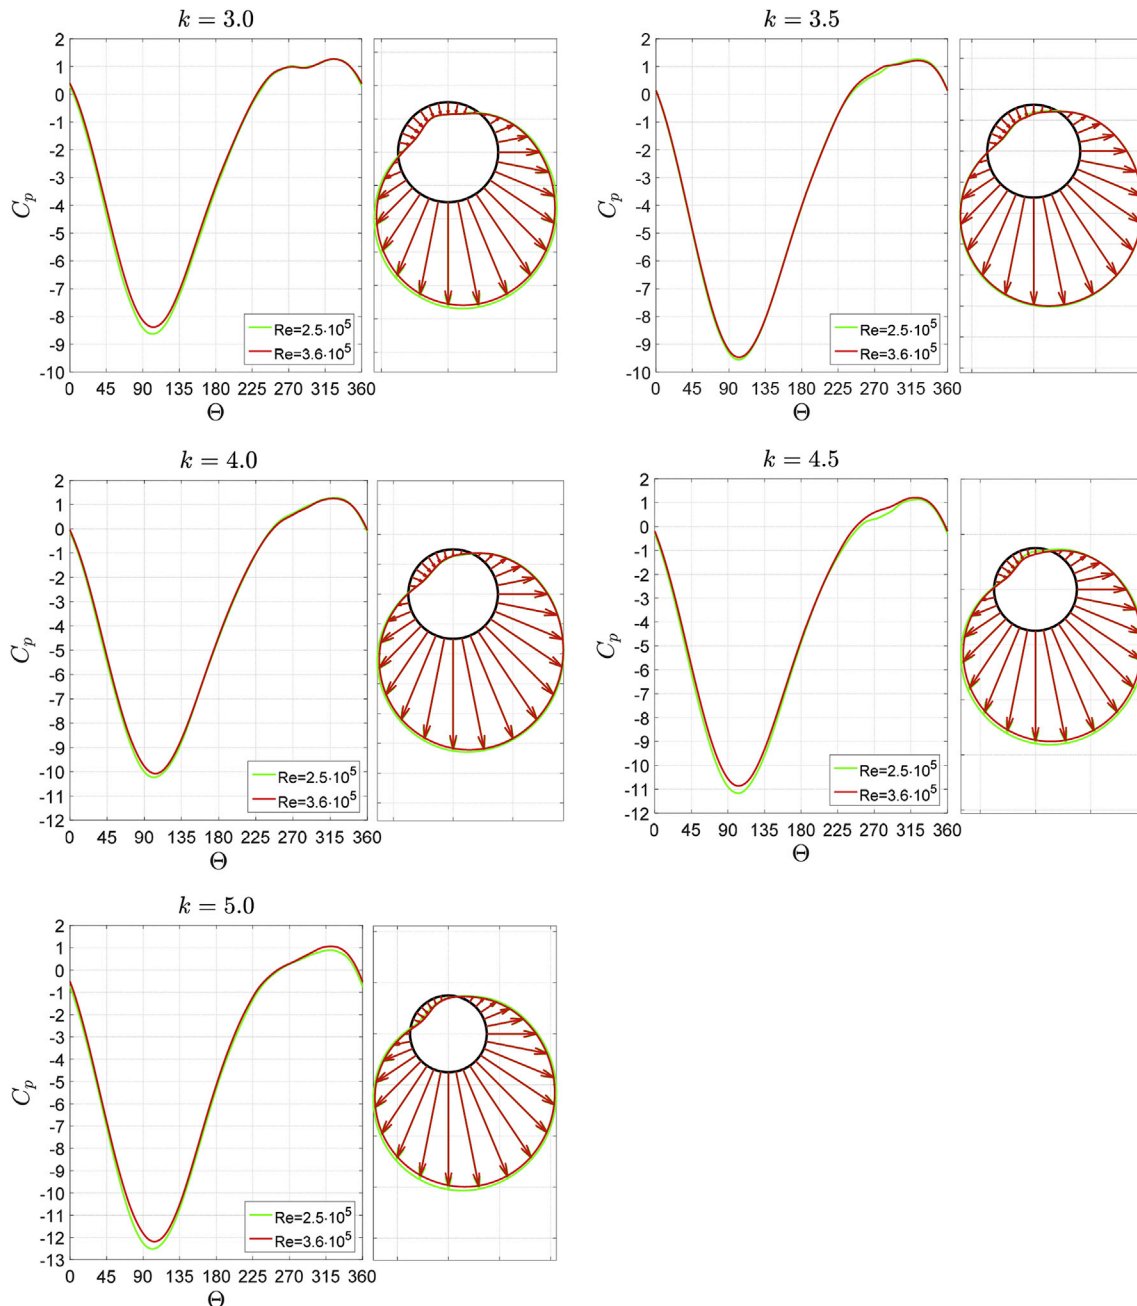 k = 3.0
2
1
0
-1
-2
-3
-4
-5
-6
-7
-8
-9
-10
C_p
0 45 90 135 180 225 270 315 360
Θ
Re=2.5·10^5
Re=3.6·10^5
k = 3.5
2
1
0
-1
-2
-3
-4
-5
-6
-7
-8
-9
-10
C_p
0 45 90 135 180 225 270 315 360
Θ
Re=2.5·10^5
Re=3.6·10^5
k = 4.0
2
1
0
-1
-2
-3
-4
-5
-6
-7
-8
-9
-10
-11
-12
C_p
0 45 90 135 180 225 270 315 360
Θ
Re=2.5·10^5
Re=3.6·10^5
k = 4.5
2
1
0
-1
-2
-3
-4
-5
-6
-7
-8
-9
-10
-11
-12
C_p
0 45 90 135 180 225 270 315 360
Θ
Re=2.5·10^5
Re=3.6·10^5
k = 5.0
2
1
0
-1
-2
-3
-4
-5
-6
-7
-8
-9
-10
-11
-12
-13
C_p
0 45 90 135 180 225 270 315 360
Θ
Re=2.5·10^5
Re=3.6·10^5